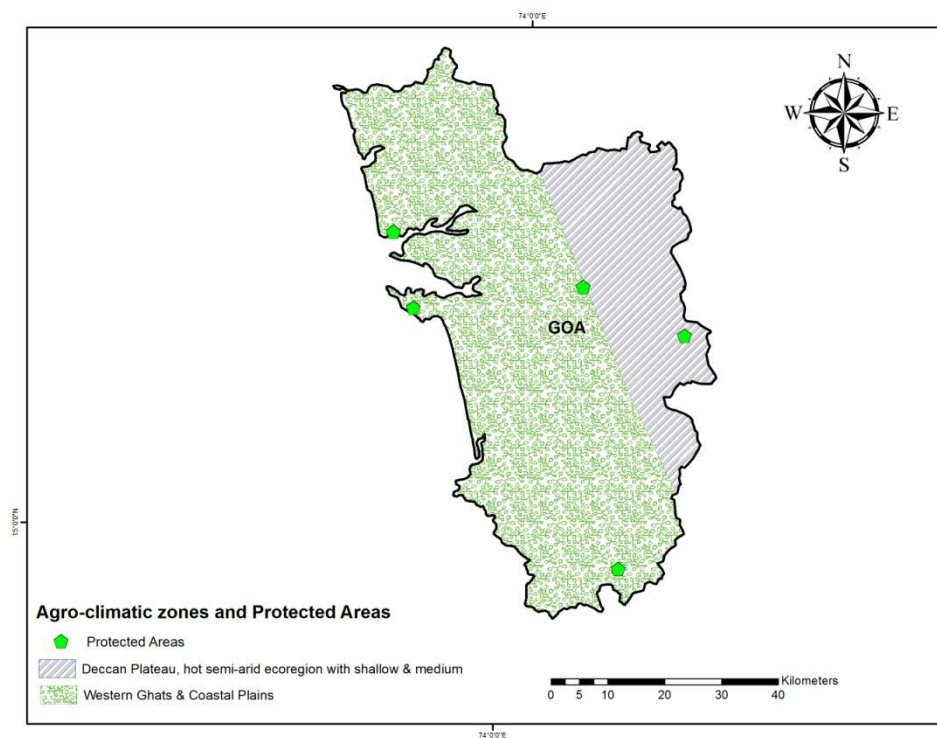 74°0'0"E
N
W E
S
GOA
15°0'0"N
Agro-climatic zones and Protected Areas
Protected Areas
Deccan Plateau, hot semi-arid ecoregion with shallow & medium
Western Ghats & Coastal Plains
Kilometers
0 5 10 20 30 40
74°0'0"E